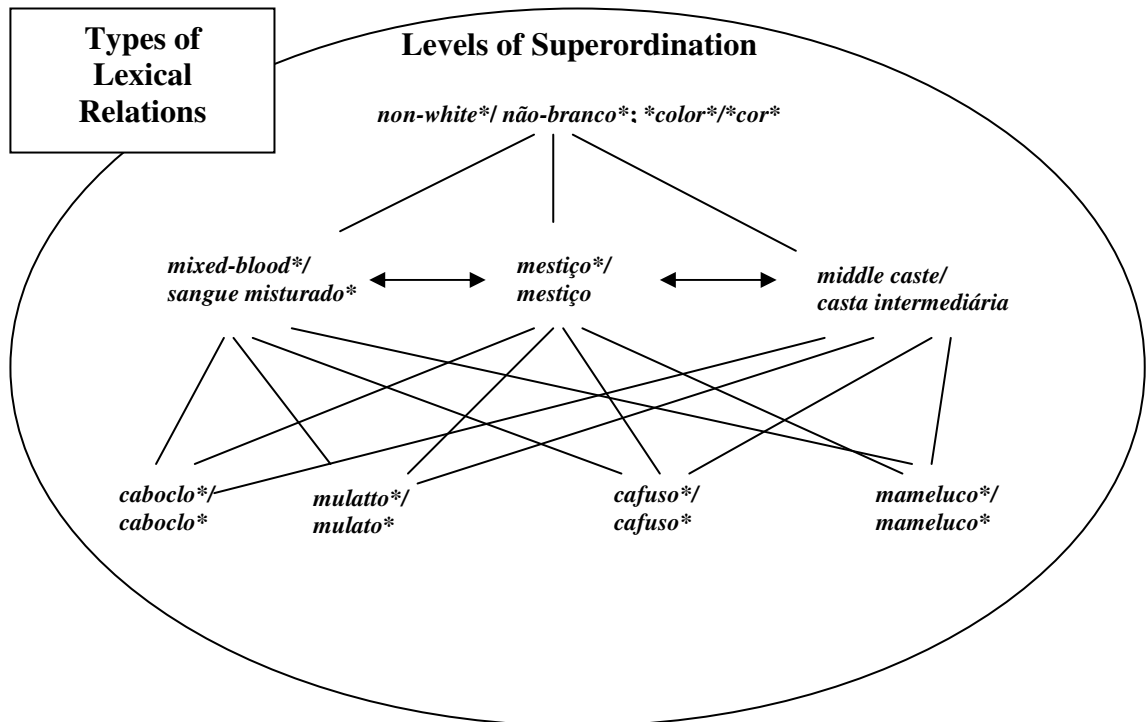 Types of
Lexical
Relations
Levels of Superordination
non-white*/ não-branco*; *color*/*cor*
mixed-blood*/
sangue misturado*
mestiço*/
mestiço
middle caste/
casta intermediária
caboclo*/
caboclo*
mulatto*/
mulato*
cafuso*/
cafuso*
mameluco*/
mameluco*